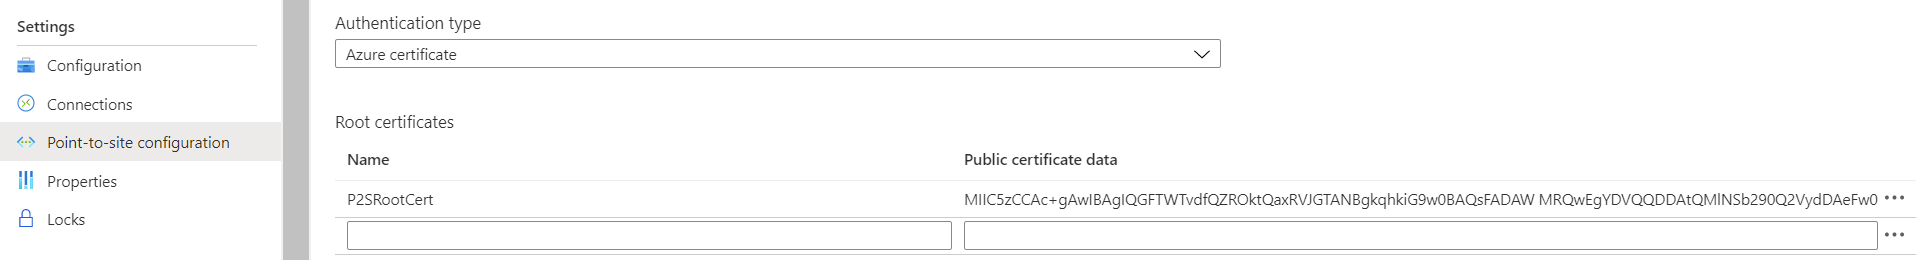 Settings
Configuration
Connections
Point-to-site configuration
Properties
Locks
Authentication type
Azure certificate
Root certificates
Name Public certificate data
P2SRootCert MIIC5zCCAc+gAwIBAgIQGFTWTvdfQZROktQaxRVJGTANBgkqhkiG9w0BAQsFADAW MRQwEgYDVQQDDAtQMlNSb290Q2VydDAeFw0